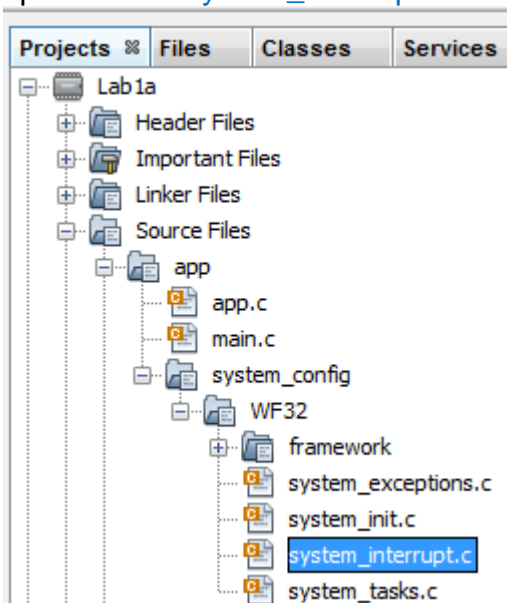 Projects Files Classes Services
Lab1a
Header Files
Important Files
Linker Files
Source Files
app
app.c
main.c
system_config
WF32
framework
system_exceptions.c
system_init.c
system_interrupt.c
system_tasks.c